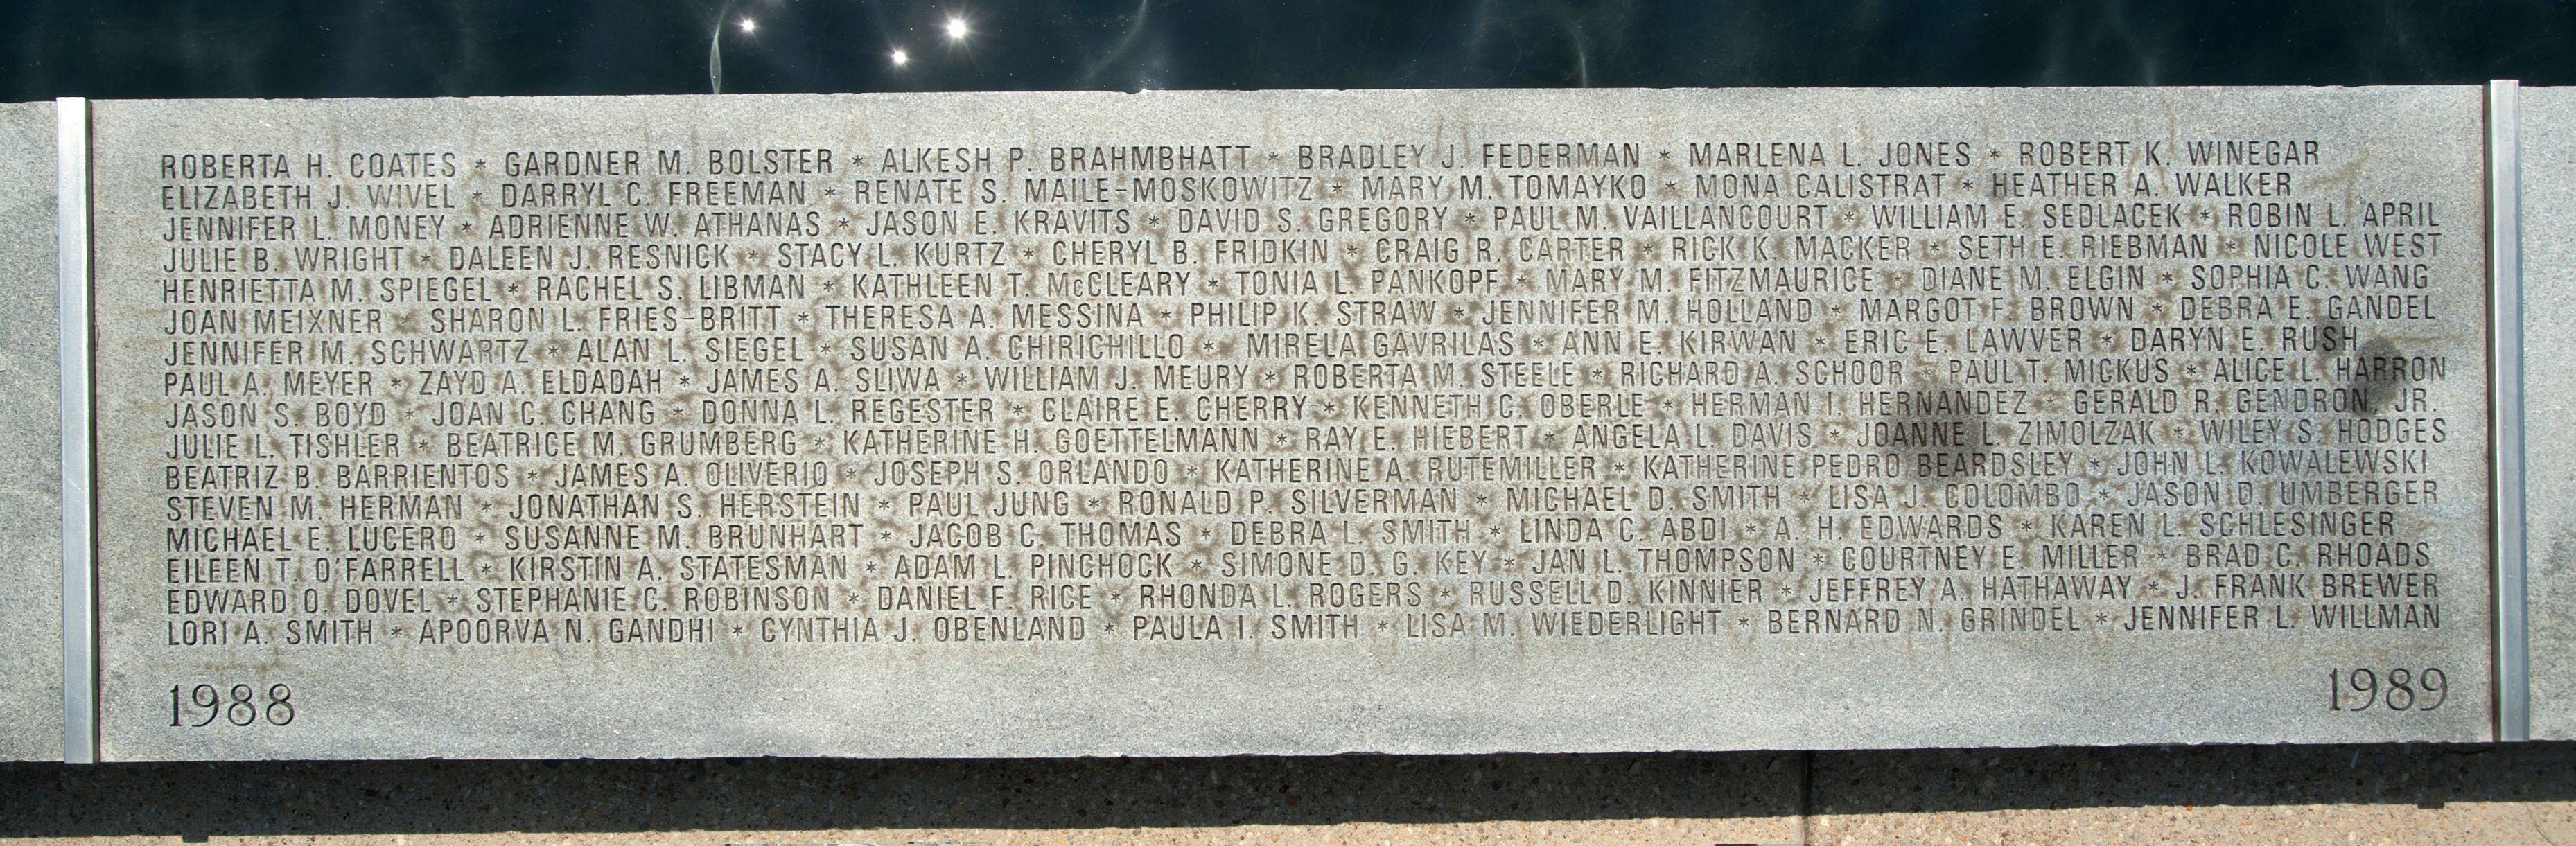 ROBERTA H. COATES * GARDNER M. BOLSTER * ALKESH P. BRAHMBHATT * BRADLEY J. FEDERMAN * MARLENA L. JONES * ROBERT K. WINEGAR
ELIZABETH J. WIVEL * DARRYL C. FREEMAN * RENATE S. MAILE-MOSKOWITZ * MARY M. TOMAYKO * MONA CALISTRAT * HEATHER A. WALKER
JENNIFER L. MONEY * ADRIENNE W. ATHANAS * JASON E. KRAVITS * DAVID S. GREGORY * PAUL M. VAILLANCOURT * WILLIAM E. SEDLACEK * ROBIN L. APRIL
JULIE B. WRIGHT * DALEEN J. RESNICK * STACY L. KURTZ * CHERYL B. FRIDKIN * CRAIG R. CARTER * RICK K. MACKER * SETH E. RIEBMAN * NICOLE WEST
HENRIETTA M. SPIEGEL * RACHEL S. LIBMAN * KATHLEEN T. McCLEARY * TONIA L. PANKOPF * MARY M. FITZMAURICE * DIANE M. ELGIN * SOPHIA C. WANG
JOAN MEIXNER * SHARON L. FRIES-BRITT * THERESA A. MESSINA * PHILIP K. STRAW * JENNIFER M. HOLLAND * MARGOT F. BROWN * DEBRA E. GANDEL
JENNIFER M. SCHWARTZ * ALAN L. SIEGEL * SUSAN A. CHIRICHILLO * MIRELA GAVRILAS * ANN E. KIRWAN * ERIC E. LAWVER * DARYN E. RUSH
PAUL A. MEYER * ZAYD A. ELDADAH * JAMES A. SLIWA * WILLIAM J. MEURY * ROBERTA M. STEELE * RICHARD A. SCHOOR * PAUL T. MICKUS * ALICE L. HARRON
JASON S. BOYD * JOAN C. CHANG * DONNA L. REGESTER * CLAIRE E. CHERRY * KENNETH C. OBERLE * HERMAN I. HERNANDEZ * GERALD R. GENDRON, JR.
JULIE L. TISHLER * BEATRICE M. GRUMBERG * KATHERINE H. GOETTELMANN * RAY E. HIEBERT * ANGELA L. DAVIS * JOANNE L. ZIMOLZAK * WILEY S. HODGES
BEATRIZ B. BARRIENTOS * JAMES A. OLIVERIO * JOSEPH S. ORLANDO * KATHERINE A. RUTEMILLER * KATHERINE PEDRO BEARDSLEY * JOHN L. KOWALEWSKI
STEVEN M. HERMAN * JONATHAN S. HERSTEIN * PAUL JUNG * RONALD P. SILVERMAN * MICHAEL D. SMITH * LISA J. COLOMBO * JASON D. UMBERGER
MICHAEL E. LUCERO * SUSANNE M. BRUNHART * JACOB C. THOMAS * DEBRA L. SMITH * LINDA C. ABDI * A. H. EDWARDS * KAREN L. SCHLESINGER
EILEEN T. O'FARRELL * KIRSTIN A. STATESMAN * ADAM L. PINCHOCK * SIMONE D. G. KEY * JAN L. THOMPSON * COURTNEY E. MILLER * BRAD C. RHOADS
EDWARD O. DOVEL * STEPHANIE C. ROBINSON * DANIEL F. RICE * RHONDA L. ROGERS * RUSSELL D. KINNIER * JEFFREY A. HATHAWAY * J. FRANK BREWER
LORI A. SMITH * APOORVA N. GANDHI * CYNTHIA J. OBENLAND * PAULA I. SMITH * LISA M. WIEDERLIGHT * BERNARD N. GRINDEL * JENNIFER L. WILLMAN
1988 1989